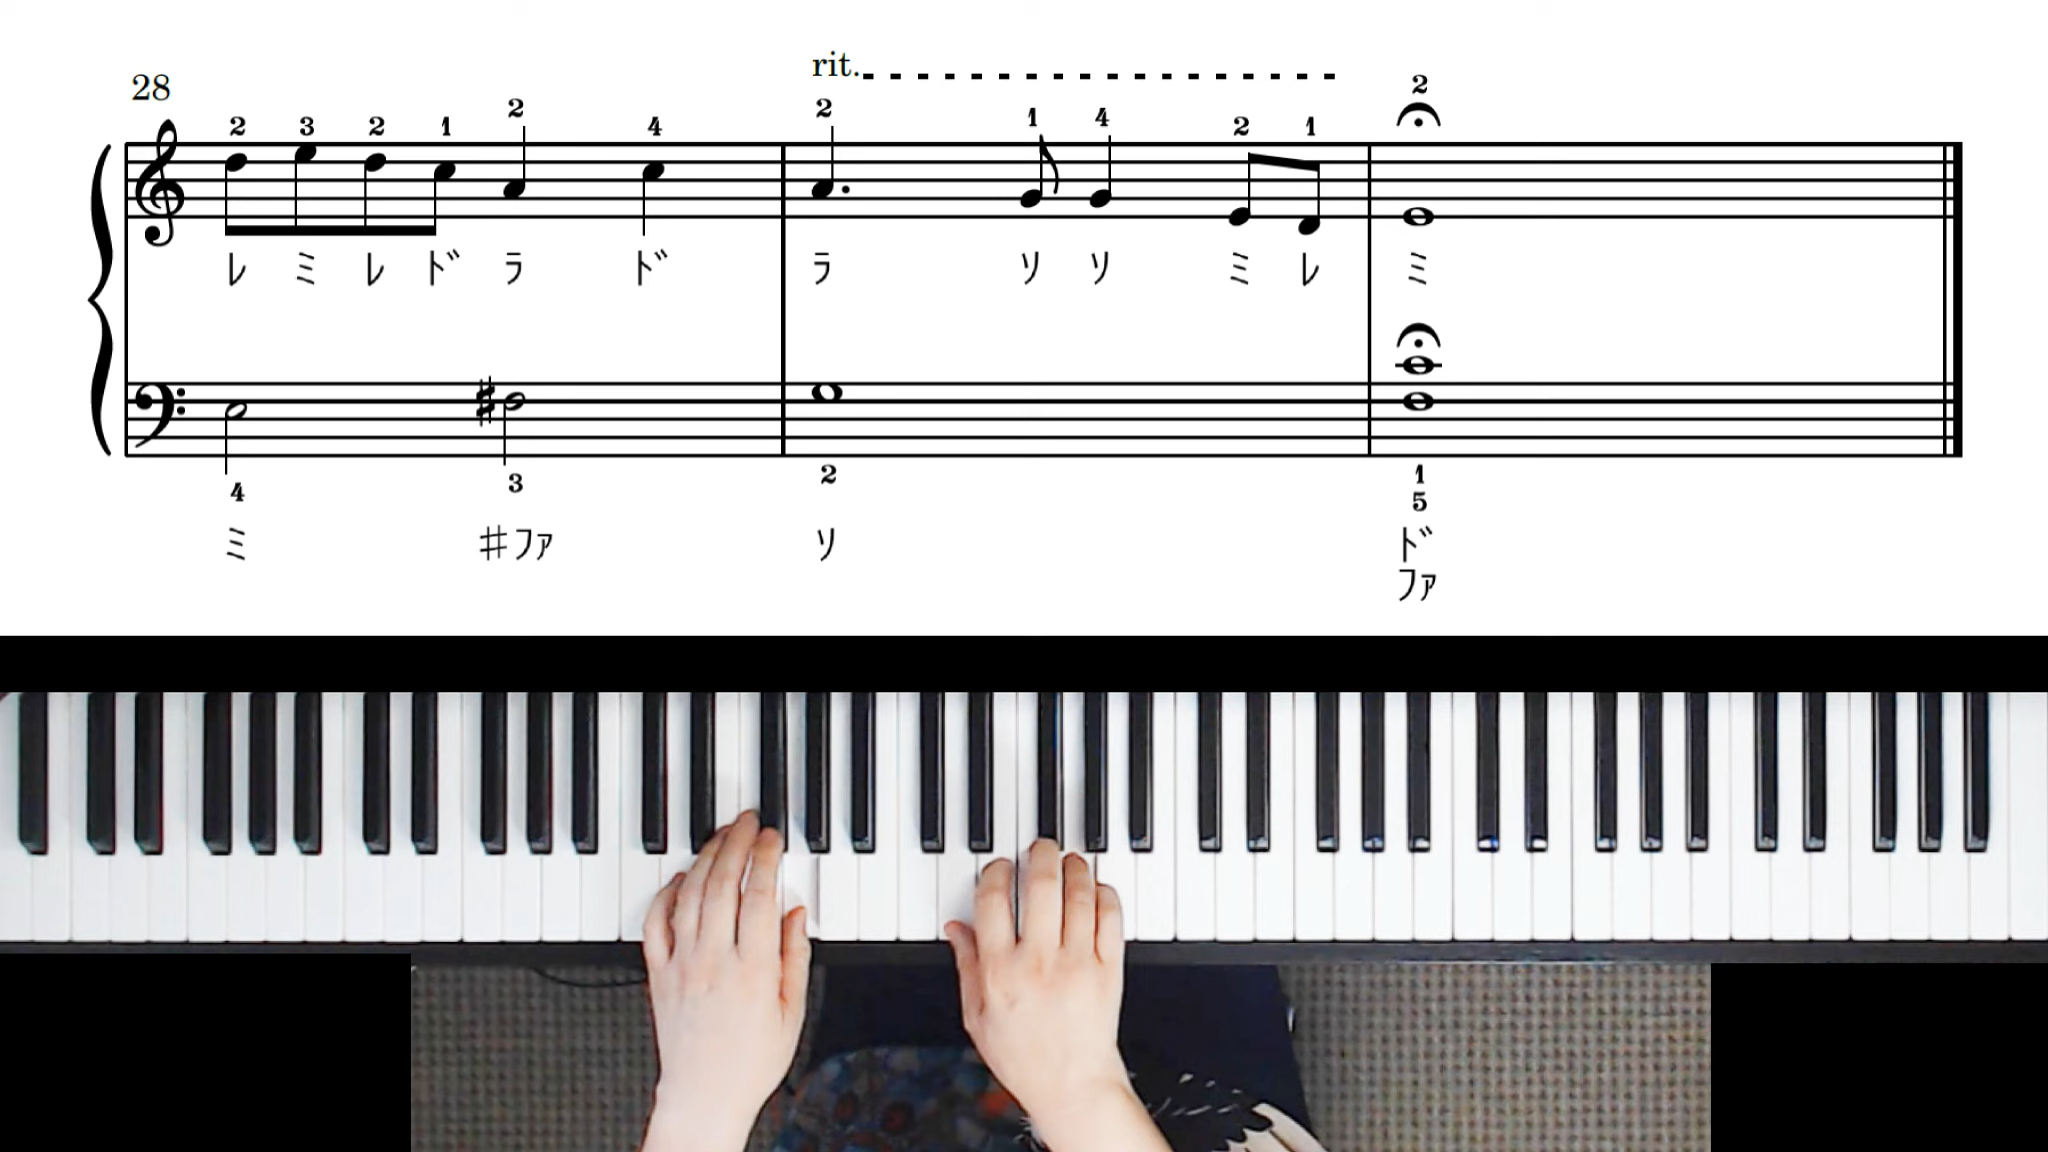 rit.
28
2 3 2 1 2 4 2 1 4 2 1 2
レ ミ レ ド ラ ド ラ ソ ソ ミ レ ミ
4 3 2 1
5
ミ #ファ ソ ド
ファ